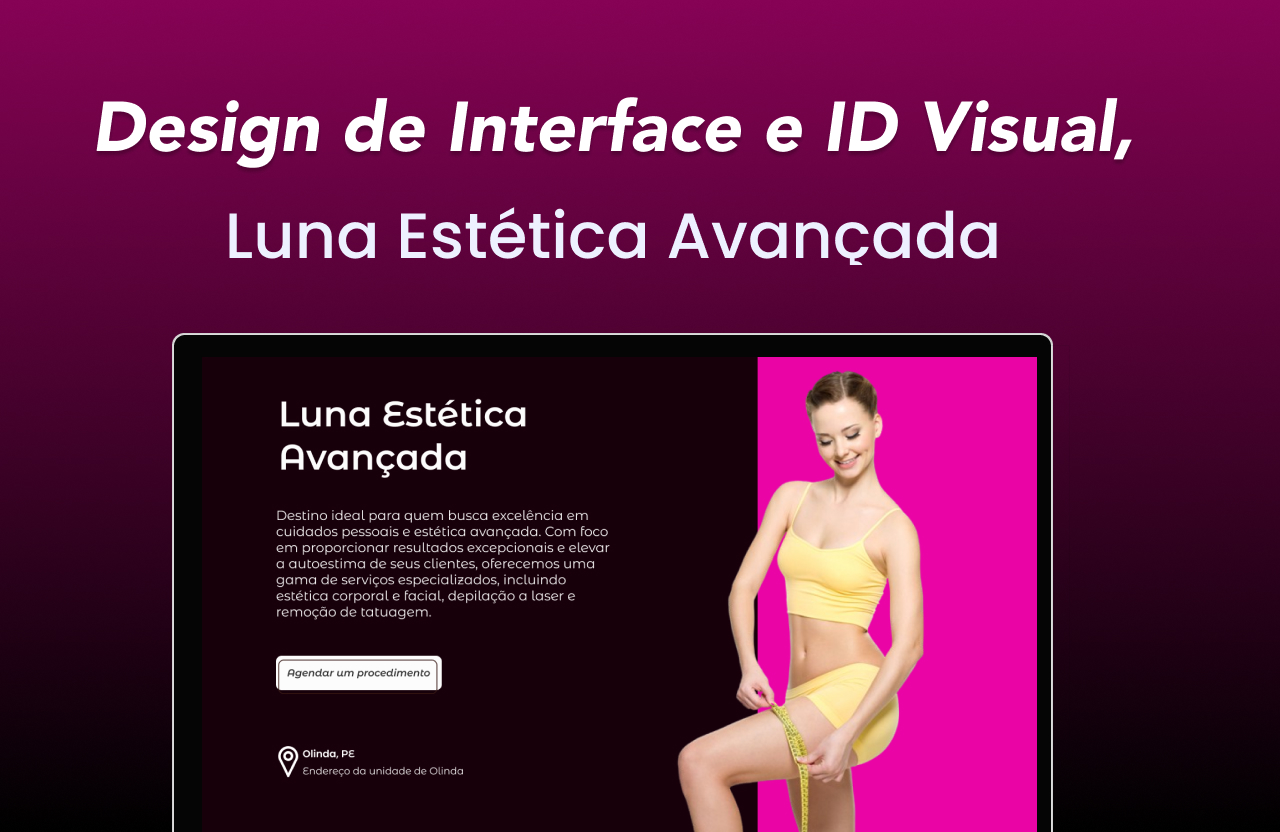 Design de Interface e ID Visual,
Luna Estética Avançada
Luna Estética
Avançada
Destino ideal para quem busca excelência em
cuidados pessoais e estética avançada. Com foco
em proporcionar resultados excepcionais e elevar
a autoestima de seus clientes, oferecemos uma
gama de serviços especializados, incluindo
estética corporal e facial, depilação a laser e
remoção de tatuagem.
Agendar um procedimento
Olinda, PE
Endereço da unidade de Olinda